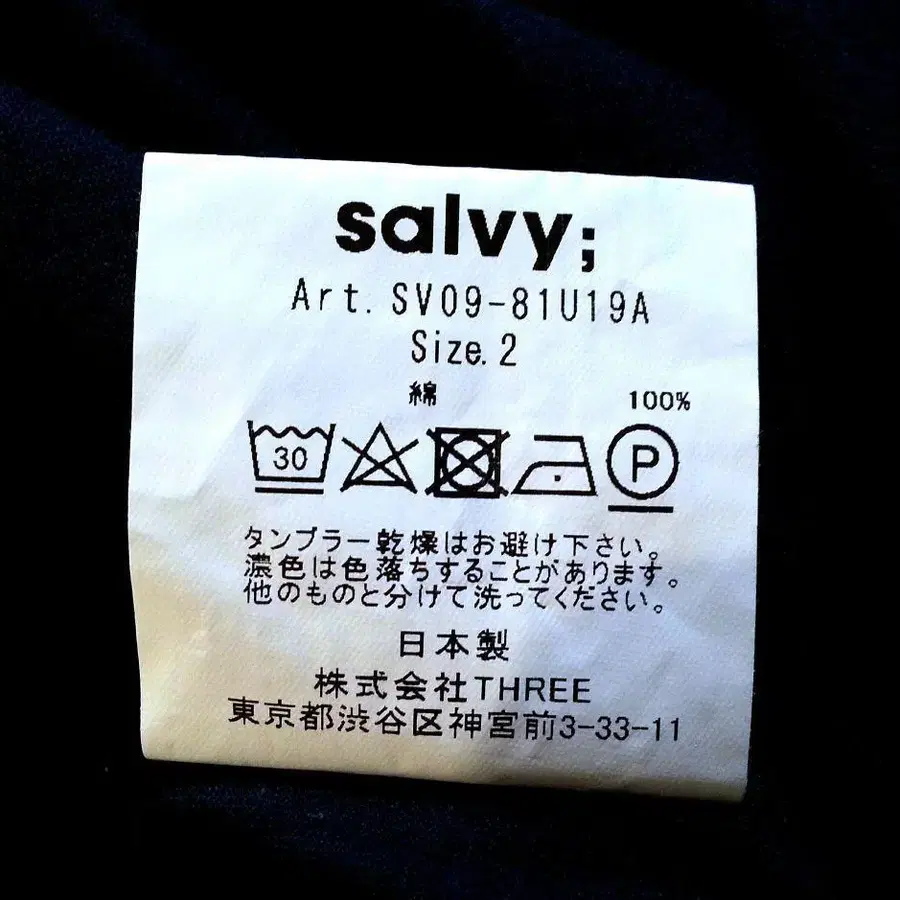 salvy;
Art. SV09-81U19A
Size. 2
綿 100%
30 P
タンブラー乾燥はお避け下さい。
濃色は色落ちすることがあります。
他のものと分けて洗ってください。
日本製
株式会社THREE
東京都渋谷区神宮前3-33-11